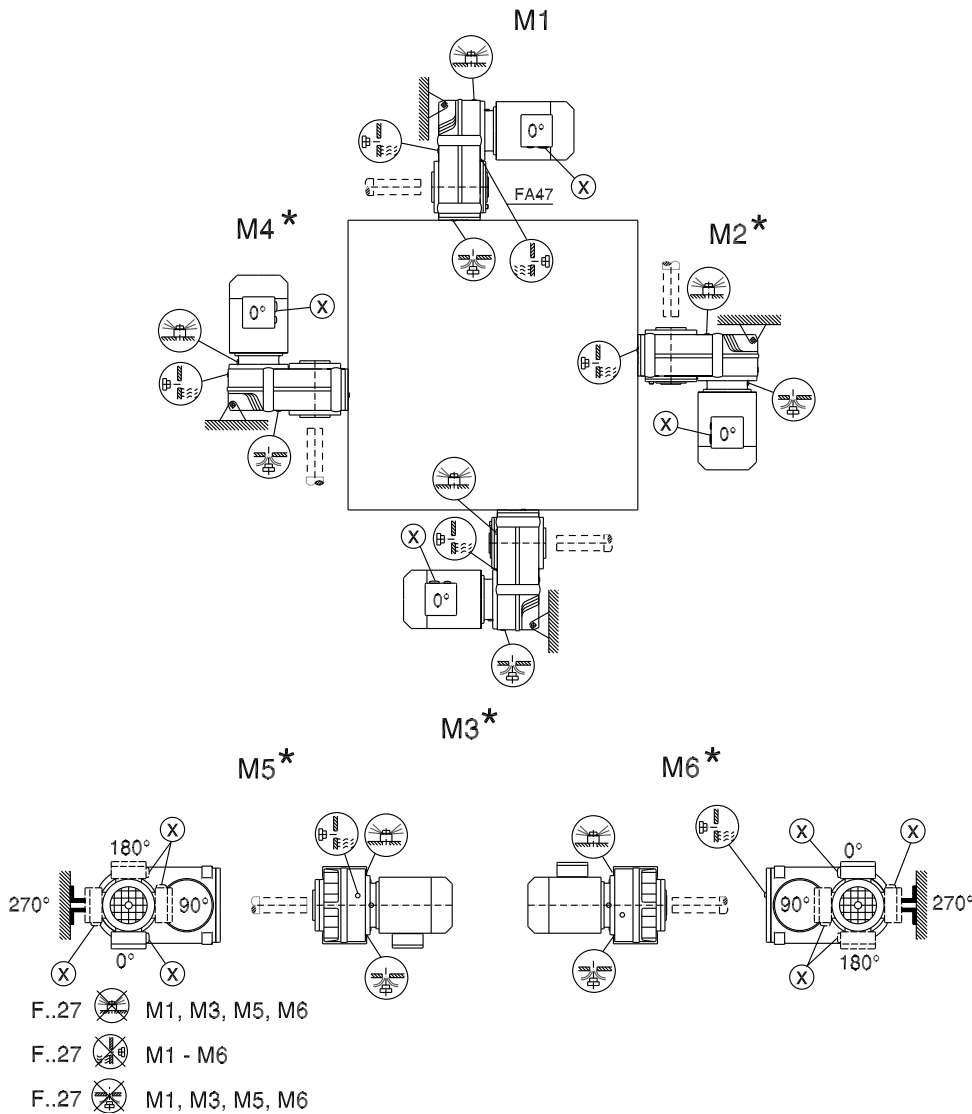 M1
0°
X
FA47
M4*
M2*
0°
X
X
0°
X
0°
M3*
M5*
M6*
X
X
X
180°
0°
270°
90°
90°
270°
X
0°
X
X
180°
F..27 M1, M3, M5, M6
F..27 M1 - M6
F..27 M1, M3, M5, M6